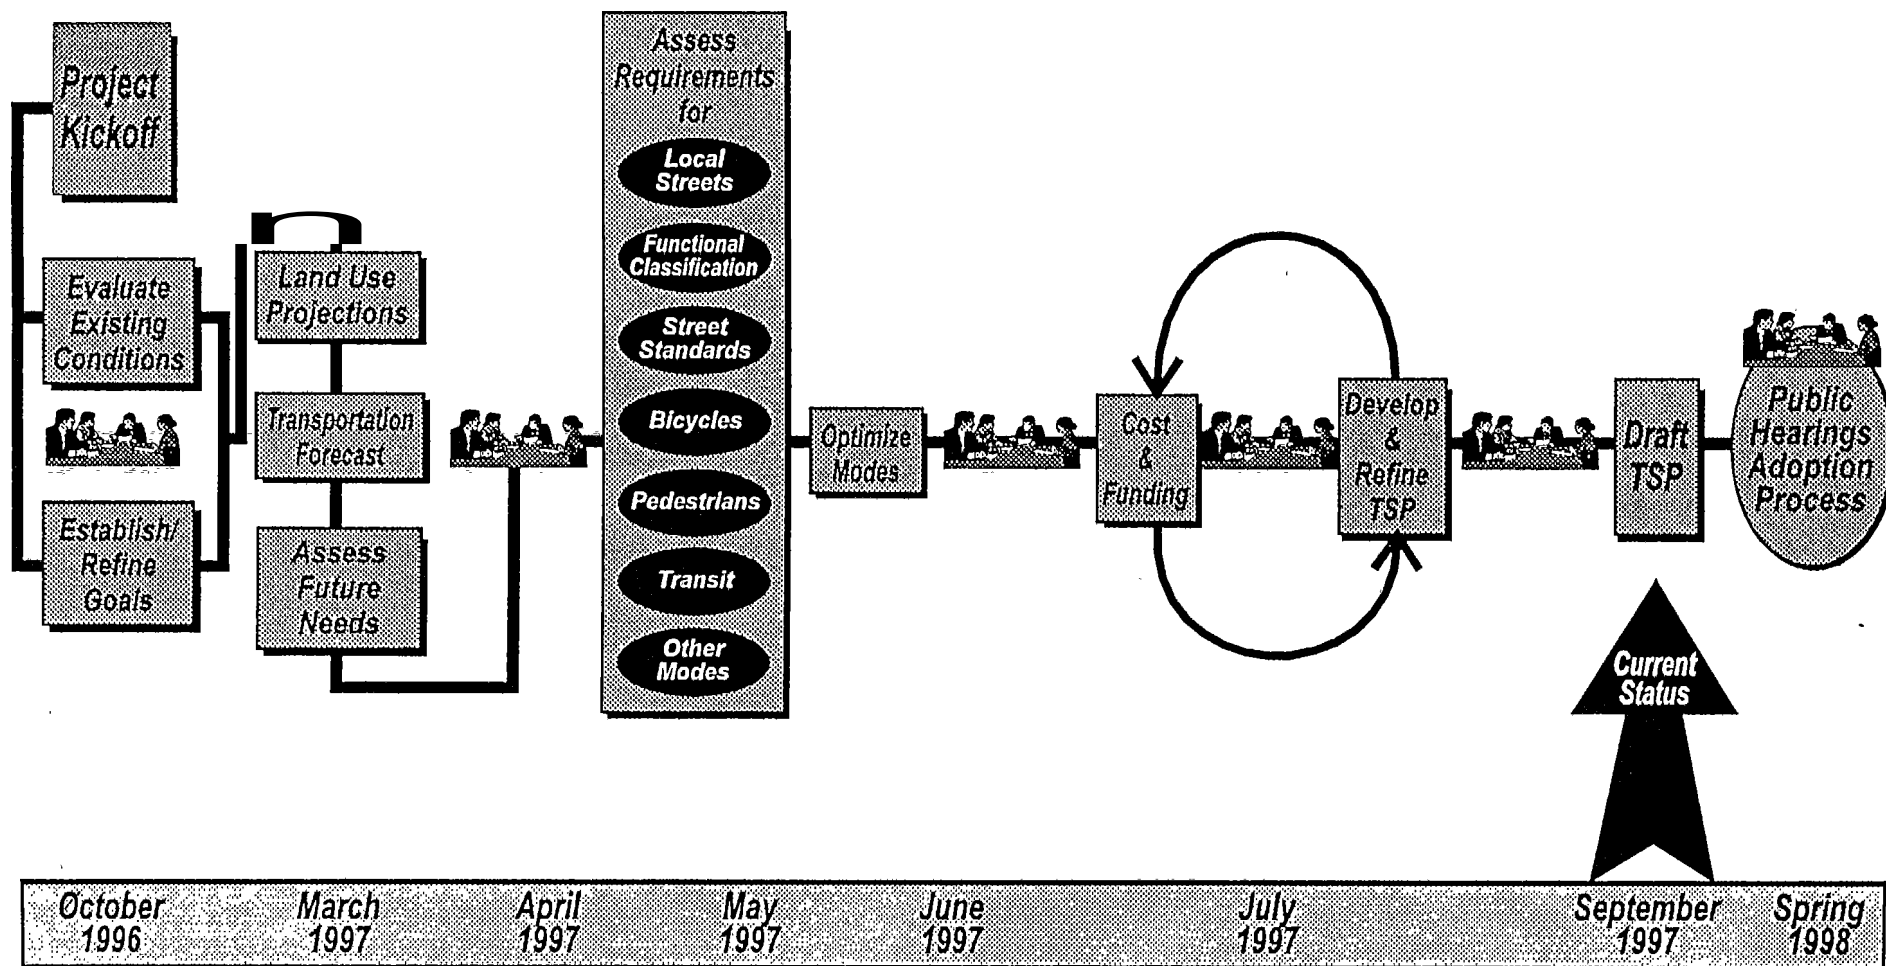 Project
Kickoff
Evaluate
Existing
Conditions
Establish/
Refine
Goals
Land Use
Projections
Transportation
Forecast
Assess
Future
Needs
Assess
Requirements
for
Local
Streets
Functional
Classification
Street
Standards
Bicycles
Pedestrians
Transit
Other
Modes
Optimize
Modes
Cost
&
Funding
Develop
&
Refine
TSP
Draft
TSP
Public
Hearings
Adoption
Process
Current
Status
October
1996
March
1997
April
1997
May
1997
June
1997
July
1997
September
1997
Spring
1998